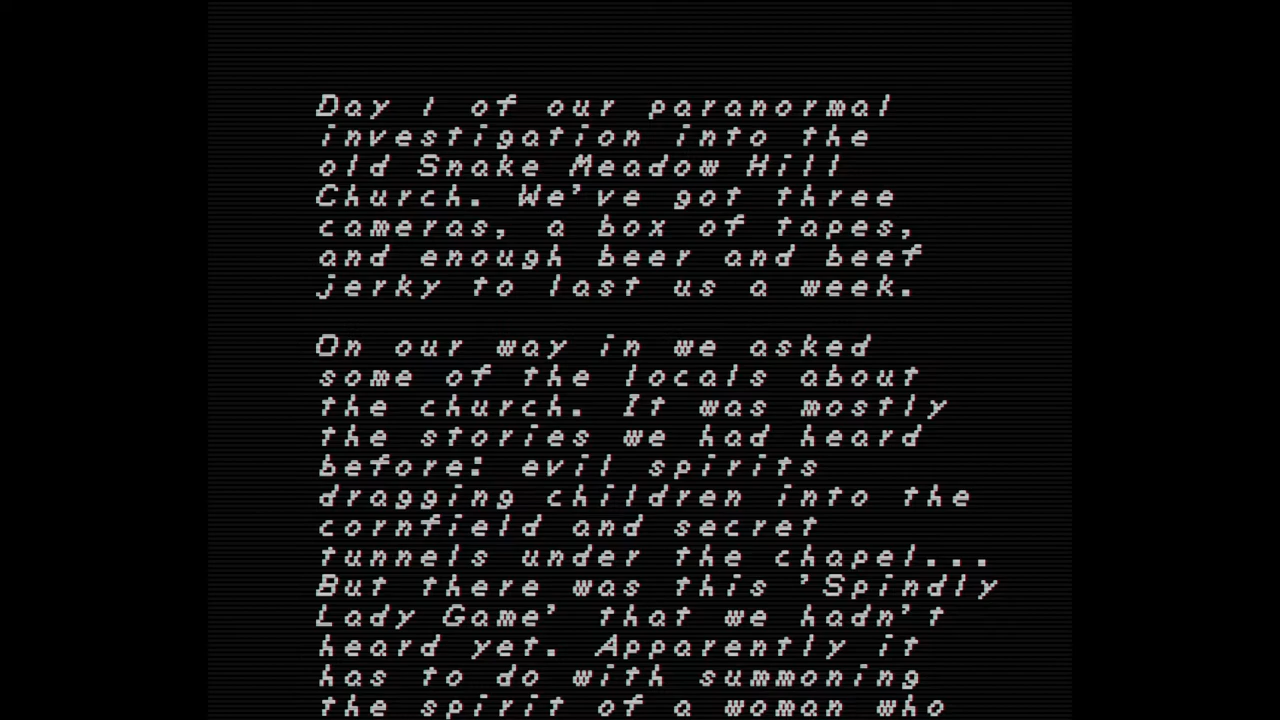 Day 1 of our paranormal
investigation into the
old Snake Meadow Hill
Church. We've got three
cameras, a box of tapes,
and enough beer and beef
jerky to last us a week.
On our way in we asked
some of the locals about
the church. It was mostly
the stories we had heard
before: evil spirits
dragging children into the
cornfield and secret
tunnels under the chapel...
But there was this 'Spindly
Lady Game' that we hadn't
heard yet. Apparently it
has to do with summoning
the spirit of a woman who